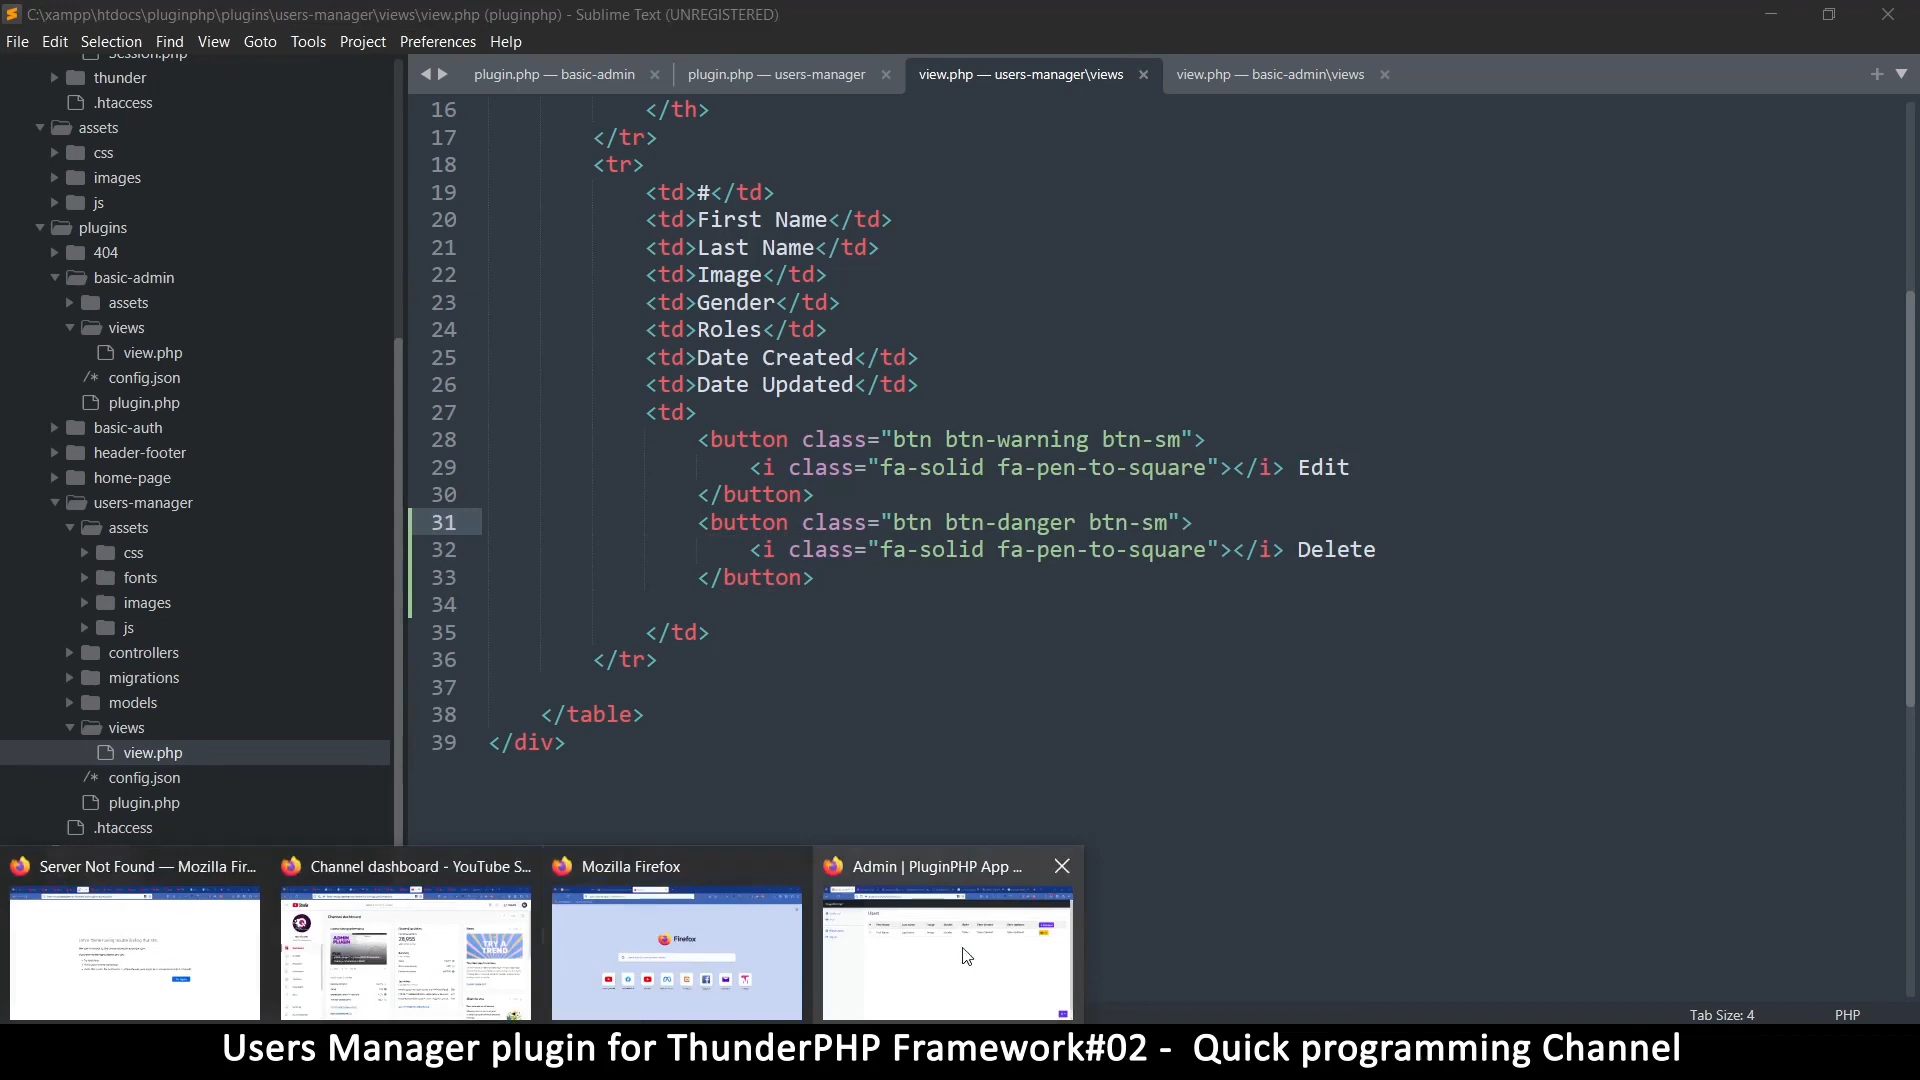 C:\xampp\htdocs\pluginphp\plugins\users-manager\views\view.php (pluginphp) - Sublime Text (UNREGISTERED)
File Edit Selection Find View Goto Tools Project Preferences Help
Session.php
thunder
.htaccess
assets
css
images
js
plugins
404
basic-admin
assets
views
view.php
config.json
plugin.php
basic-auth
header-footer
home-page
users-manager
assets
css
fonts
images
js
controllers
migrations
models
views
view.php
config.json
plugin.php
.htaccess
plugin.php — basic-admin
plugin.php — users-manager
view.php — users-manager\views
view.php — basic-admin\views
16 </th>
17 </tr>
18 <tr>
19 <td>#</td>
20 <td>First Name</td>
21 <td>Last Name</td>
22 <td>Image</td>
23 <td>Gender</td>
24 <td>Roles</td>
25 <td>Date Created</td>
26 <td>Date Updated</td>
27 <td>
28 <button class="btn btn-warning btn-sm">
29 <i class="fa-solid fa-pen-to-square"></i> Edit
30 </button>
31 <button class="btn btn-danger btn-sm">
32 <i class="fa-solid fa-pen-to-square"></i> Delete
33 </button>
34
35 </td>
36 </tr>
37
38 </table>
39 </div>
Server Not Found — Mozilla Fir...
Channel dashboard - YouTube S...
Mozilla Firefox
Admin | PluginPHP App ...
Channel dashboard
TRY A
TREND
Firefox
Tab Size: 4
PHP
Users Manager plugin for ThunderPHP Framework#02 - Quick programming Channel